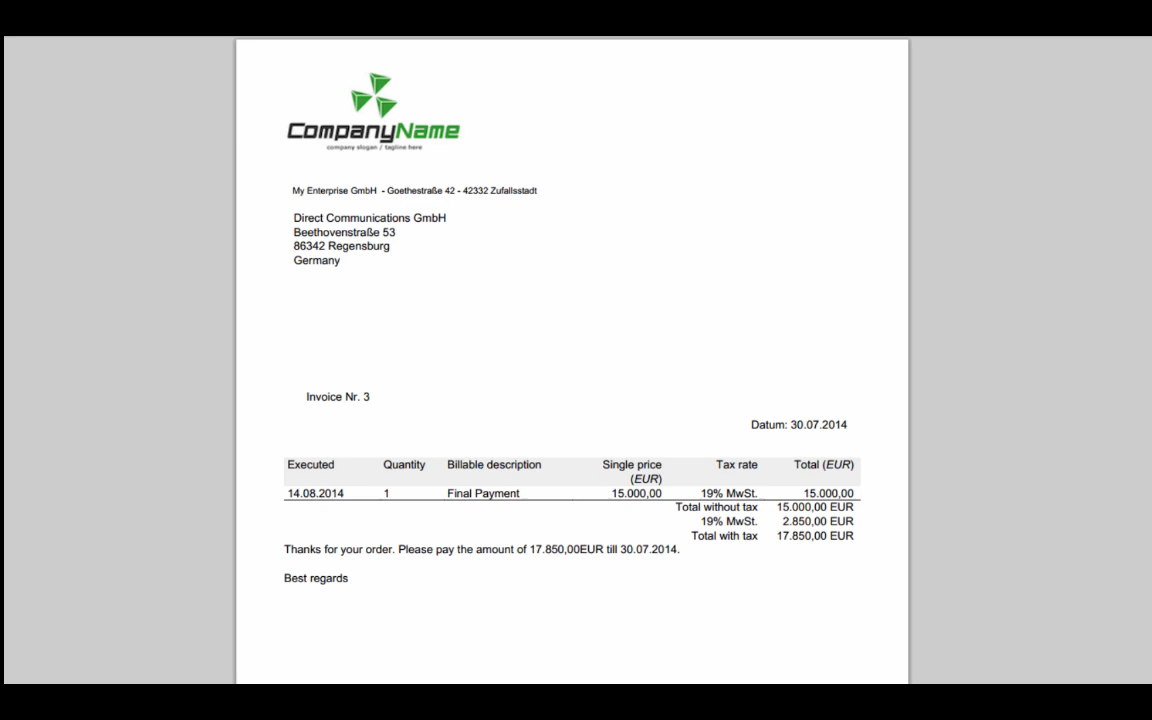 CompanyName
company slogan / tagline here
My Enterprise GmbH - Goethestraße 42 - 42332 Zufallsstadt
Direct Communications GmbH
Beethovenstraße 53
86342 Regensburg
Germany
Invoice Nr. 3
Datum: 30.07.2014
Executed Quantity Billable description Single price (EUR) Tax rate Total (EUR)
14.08.2014 1 Final Payment 15.000,00 19% MwSt. 15.000,00
Total without tax 15.000,00 EUR
19% MwSt. 2.850,00 EUR
Total with tax 17.850,00 EUR
Thanks for your order. Please pay the amount of 17.850,00EUR till 30.07.2014.
Best regards